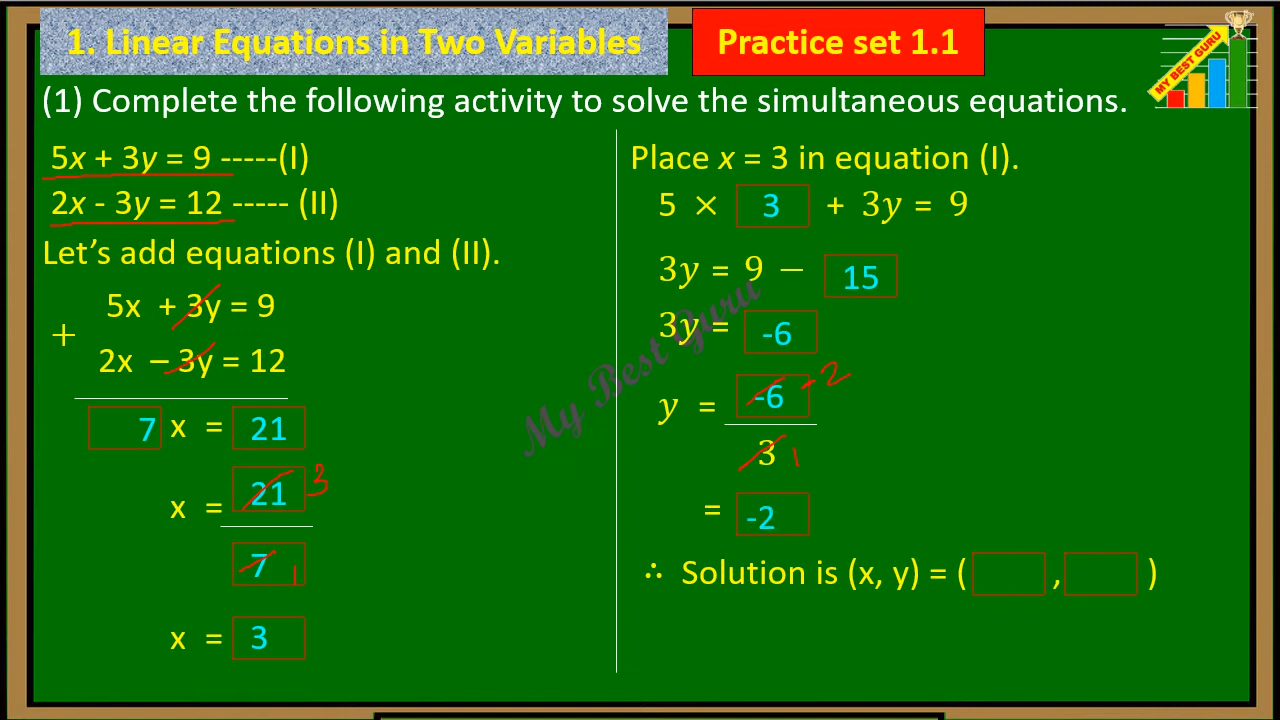 1. Linear Equations in Two Variables
Practice set 1.1
MY BEST GURU
(1) Complete the following activity to solve the simultaneous equations.
5x + 3y = 9 -----(I)
2x - 3y = 12 ----- (II)
Let's add equations (I) and (II).
5x + 3y = 9
+
2x − 3y = 12
7 x = 21
x = 21 3
7 1
x = 3
Place x = 3 in equation (I).
5 × 3 + 3y = 9
3y = 9 − 15
3y = -6
y = -6 -2
3 1
= -2
∴ Solution is (x, y) = ( , )
My Best Guru